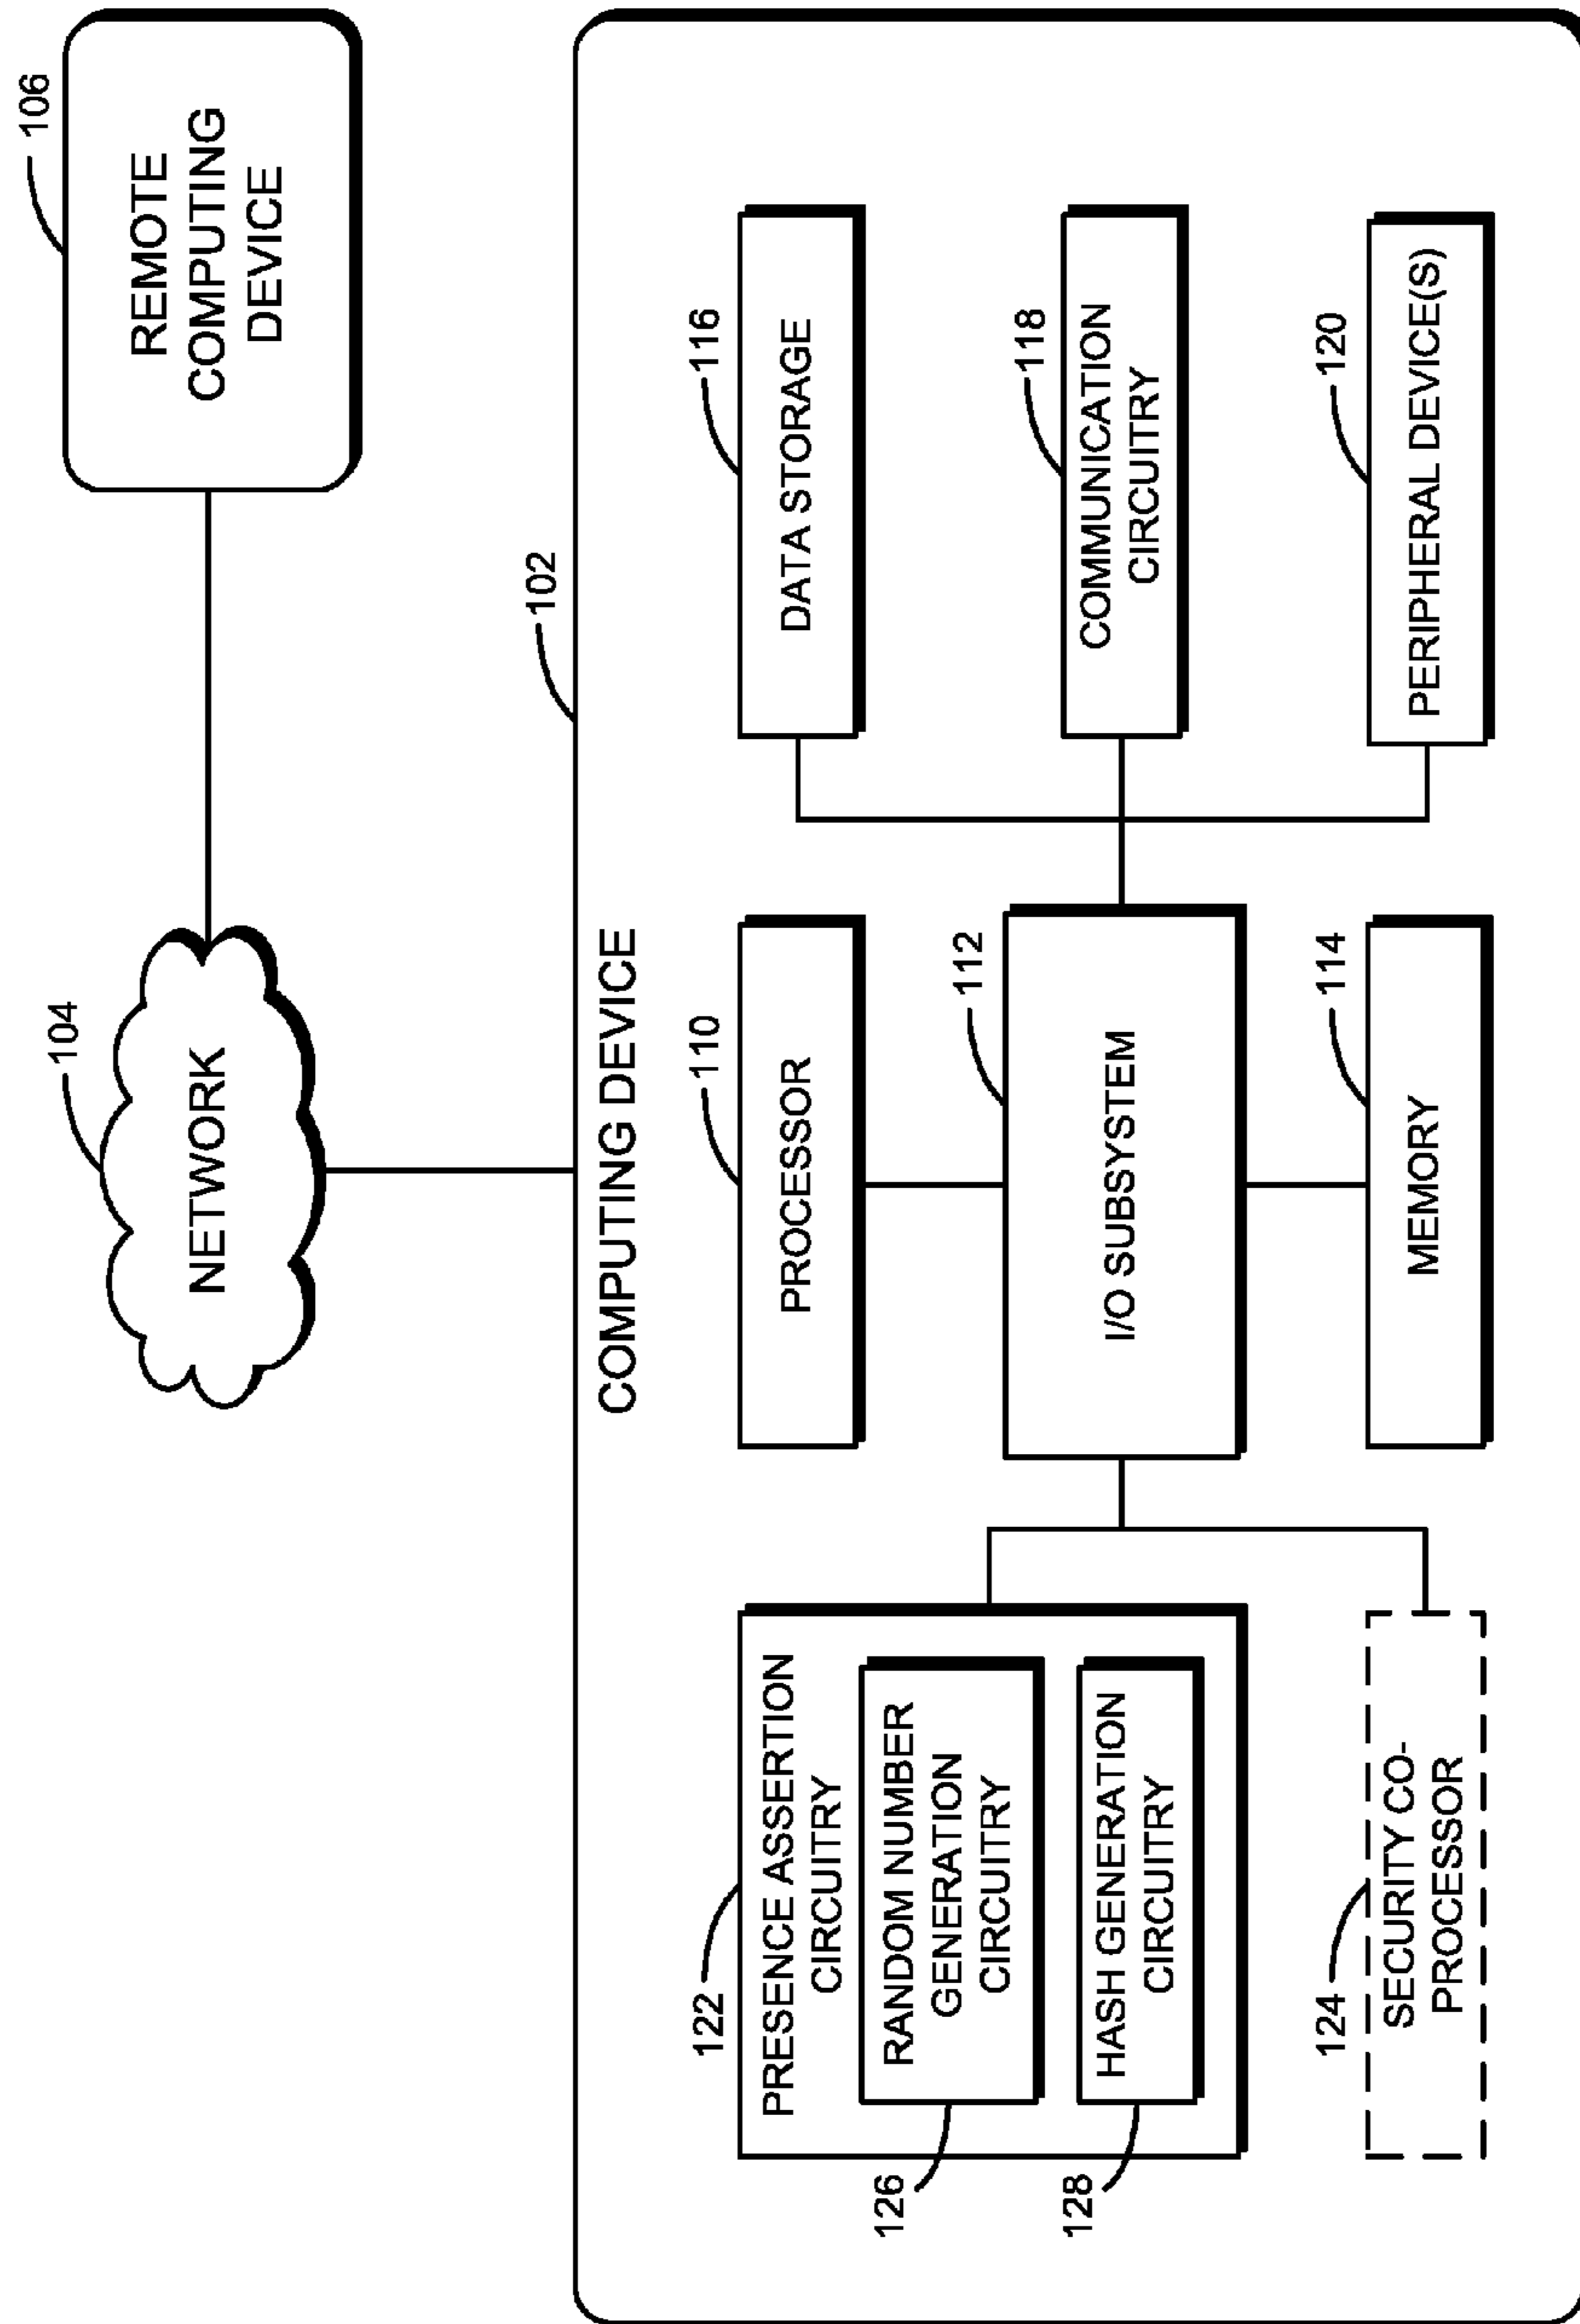 104
NETWORK
106
REMOTE
COMPUTING
DEVICE
102
COMPUTING DEVICE
122
PRESENCE ASSERTION
CIRCUITRY
126
RANDOM NUMBER
GENERATION
CIRCUITRY
128
HASH GENERATION
CIRCUITRY
124
SECURITY CO-
PROCESSOR
110
PROCESSOR
112
I/O SUBSYSTEM
114
MEMORY
116
DATA STORAGE
118
COMMUNICATION
CIRCUITRY
120
PERIPHERAL DEVICE(S)